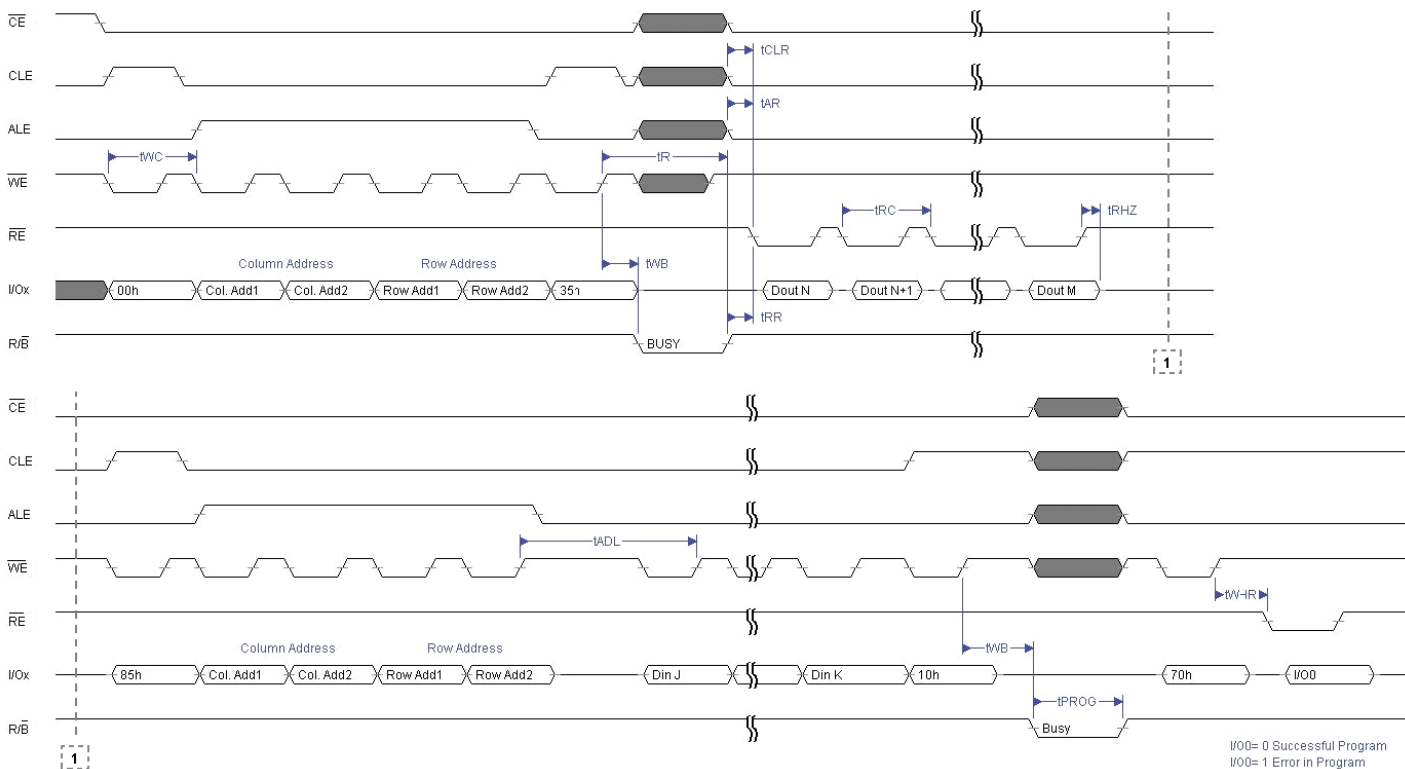 CE
tCLR
CLE
tAR
ALE
tWC
tR
WE
tRC
tRHZ
RE
Column Address
Row Address
tWB
I/Ox
00h
Col. Add1
Col. Add2
Row Add1
Row Add2
35h
Dout N
Dout N+1
Dout M
tRR
R/B
BUSY
1
CE
CLE
ALE
tADL
WE
tWHR
RE
Column Address
Row Address
tWB
I/Ox
85h
Col. Add1
Col. Add2
Row Add1
Row Add2
Din J
Din K
10h
70h
I/O0
tPROG
R/B
Busy
1
I/O0= 0 Successful Program
I/O0= 1 Error in Program